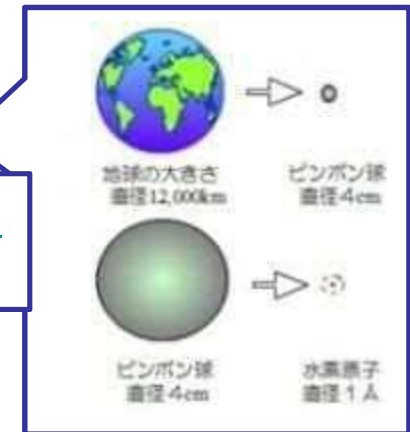 地球の大きさ
直径12,000km
ピンポン球
直径4cm
ピンポン球
直径4cm
水素原子
直径1Å